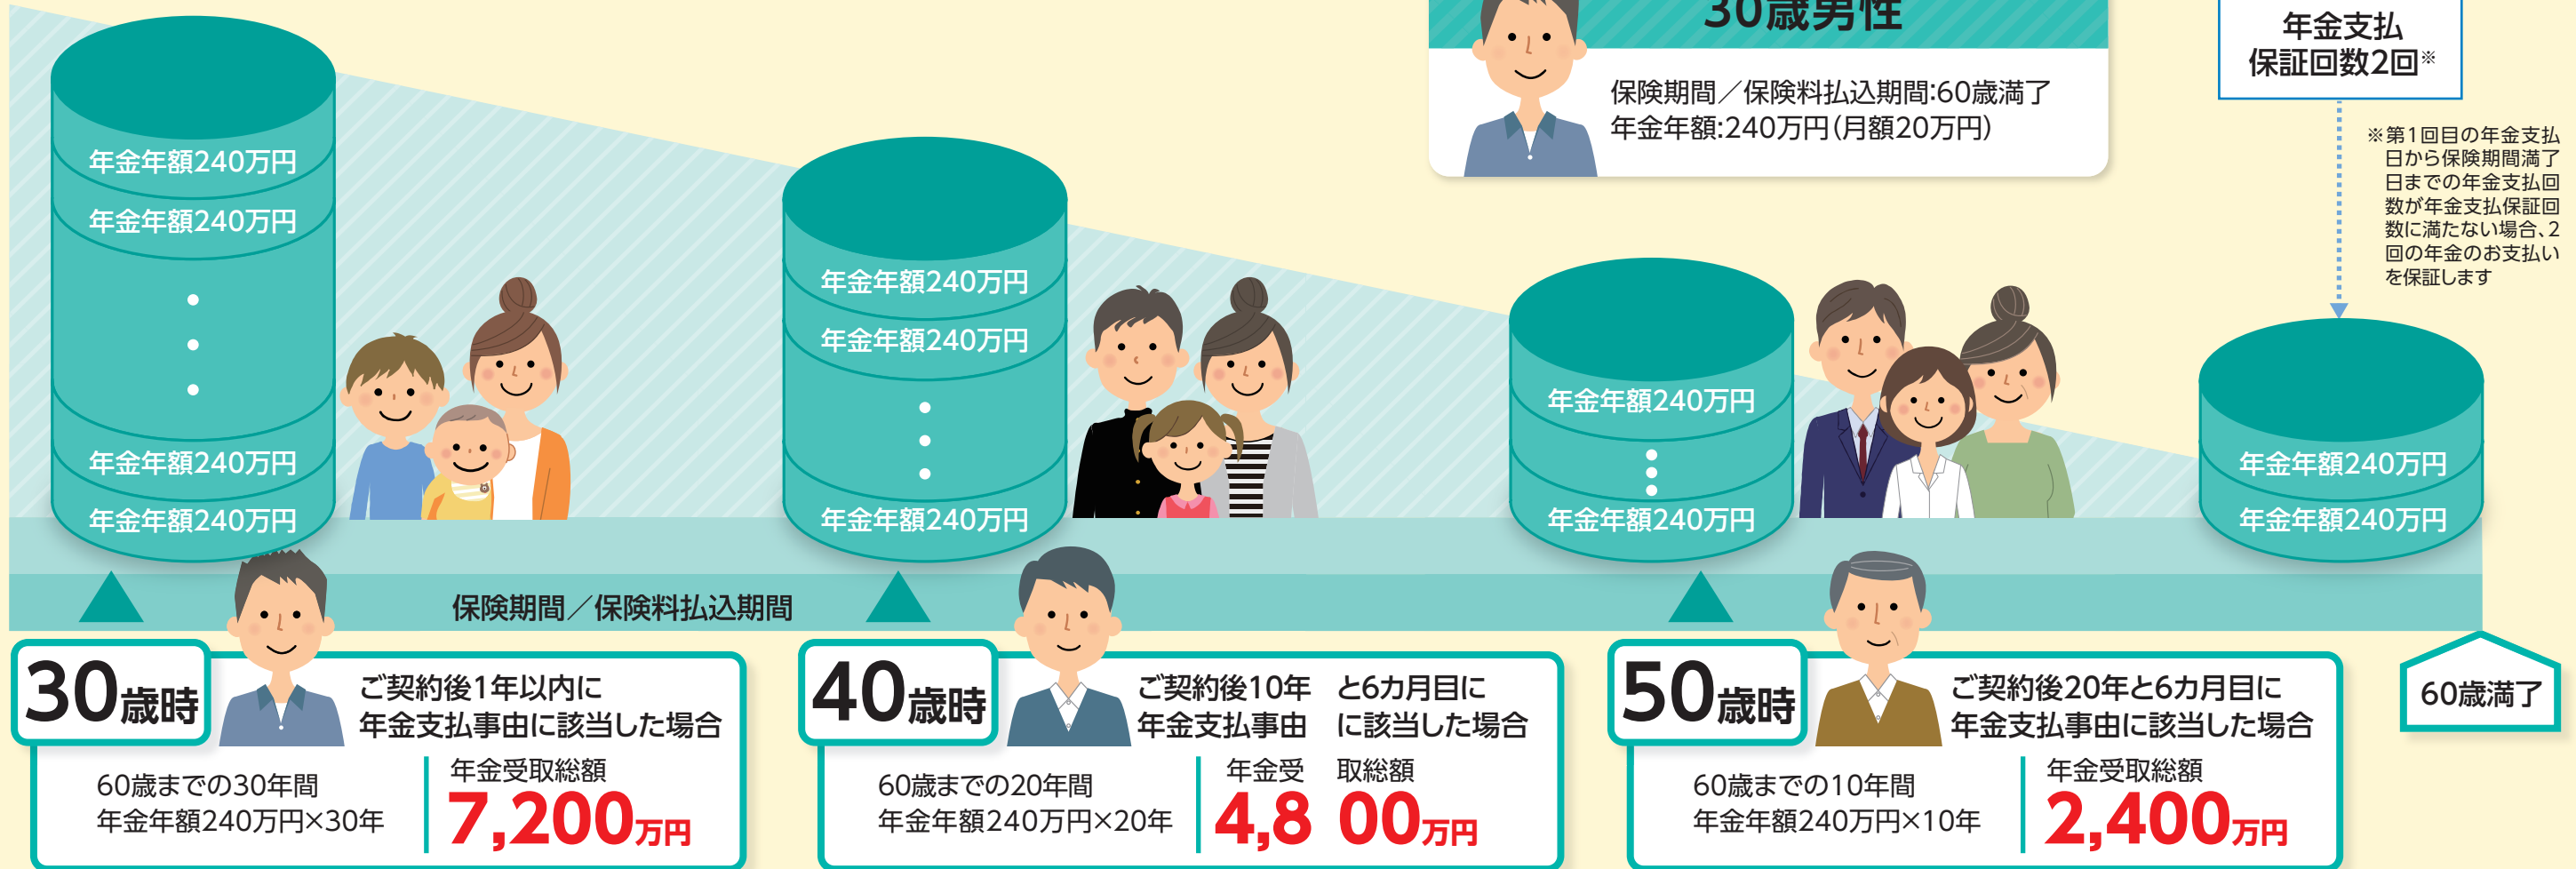 30歳男性
保険期間／保険料払込期間:60歳満了
年金年額:240万円(月額20万円)
年金支払
保証回数2回※
※第1回目の年金支払
日から保険期間満了
日までの年金支払回
数が年金支払保証回
数に満たない場合、2
回の年金のお支払い
を保証します
年金年額240万円
年金年額240万円
年金年額240万円
年金年額240万円
年金年額240万円
年金年額240万円
年金年額240万円
年金年額240万円
年金年額240万円
年金年額240万円
年金年額240万円
保険期間／保険料払込期間
30歳時
ご契約後1年以内に
年金支払事由に該当した場合
60歳までの30年間
年金年額240万円×30年
年金受取総額
7,200万円
40歳時
ご契約後10年 と6カ月目に
年金支払事由 に該当した場合
60歳までの20年間
年金年額240万円×20年
年金受 取総額
4,8 00万円
50歳時
ご契約後20年と6カ月目に
年金支払事由に該当した場合
60歳までの10年間
年金年額240万円×10年
年金受取総額
2,400万円
60歳満了